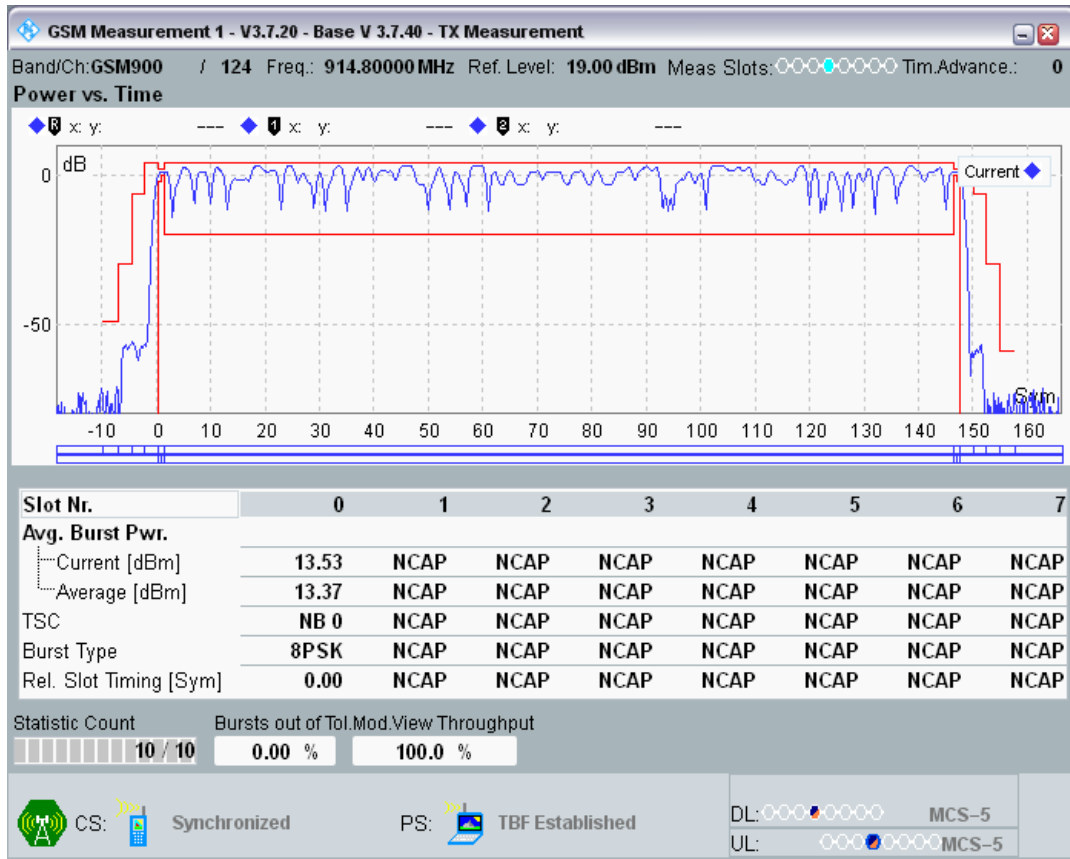 GSM Measurement 1 - V3.7.20 - Base V 3.7.40 - TX Measurement
Band/Ch:GSM900 / 124 Freq.: 914.80000 MHz Ref. Level: 19.00 dBm Meas Slots: Tim.Advance.: 0
Power vs. Time
R x: y: --- 1 x: y: --- 2 x: y: ---
dB
Current
0
-50
Sym
-10 0 10 20 30 40 50 60 70 80 90 100 110 120 130 140 150 160
Slot Nr. 0 1 2 3 4 5 6 7
Avg. Burst Pwr.
Current [dBm] 13.53 NCAP NCAP NCAP NCAP NCAP NCAP NCAP
Average [dBm] 13.37 NCAP NCAP NCAP NCAP NCAP NCAP NCAP
TSC NB 0 NCAP NCAP NCAP NCAP NCAP NCAP NCAP
Burst Type 8PSK NCAP NCAP NCAP NCAP NCAP NCAP NCAP
Rel. Slot Timing [Sym] 0.00 NCAP NCAP NCAP NCAP NCAP NCAP NCAP
Statistic Count Bursts out of Tol.Mod.View Throughput
10 / 10 0.00 % 100.0 %
CS: Synchronized PS: TBF Established DL: MCS-5
UL: MCS-5